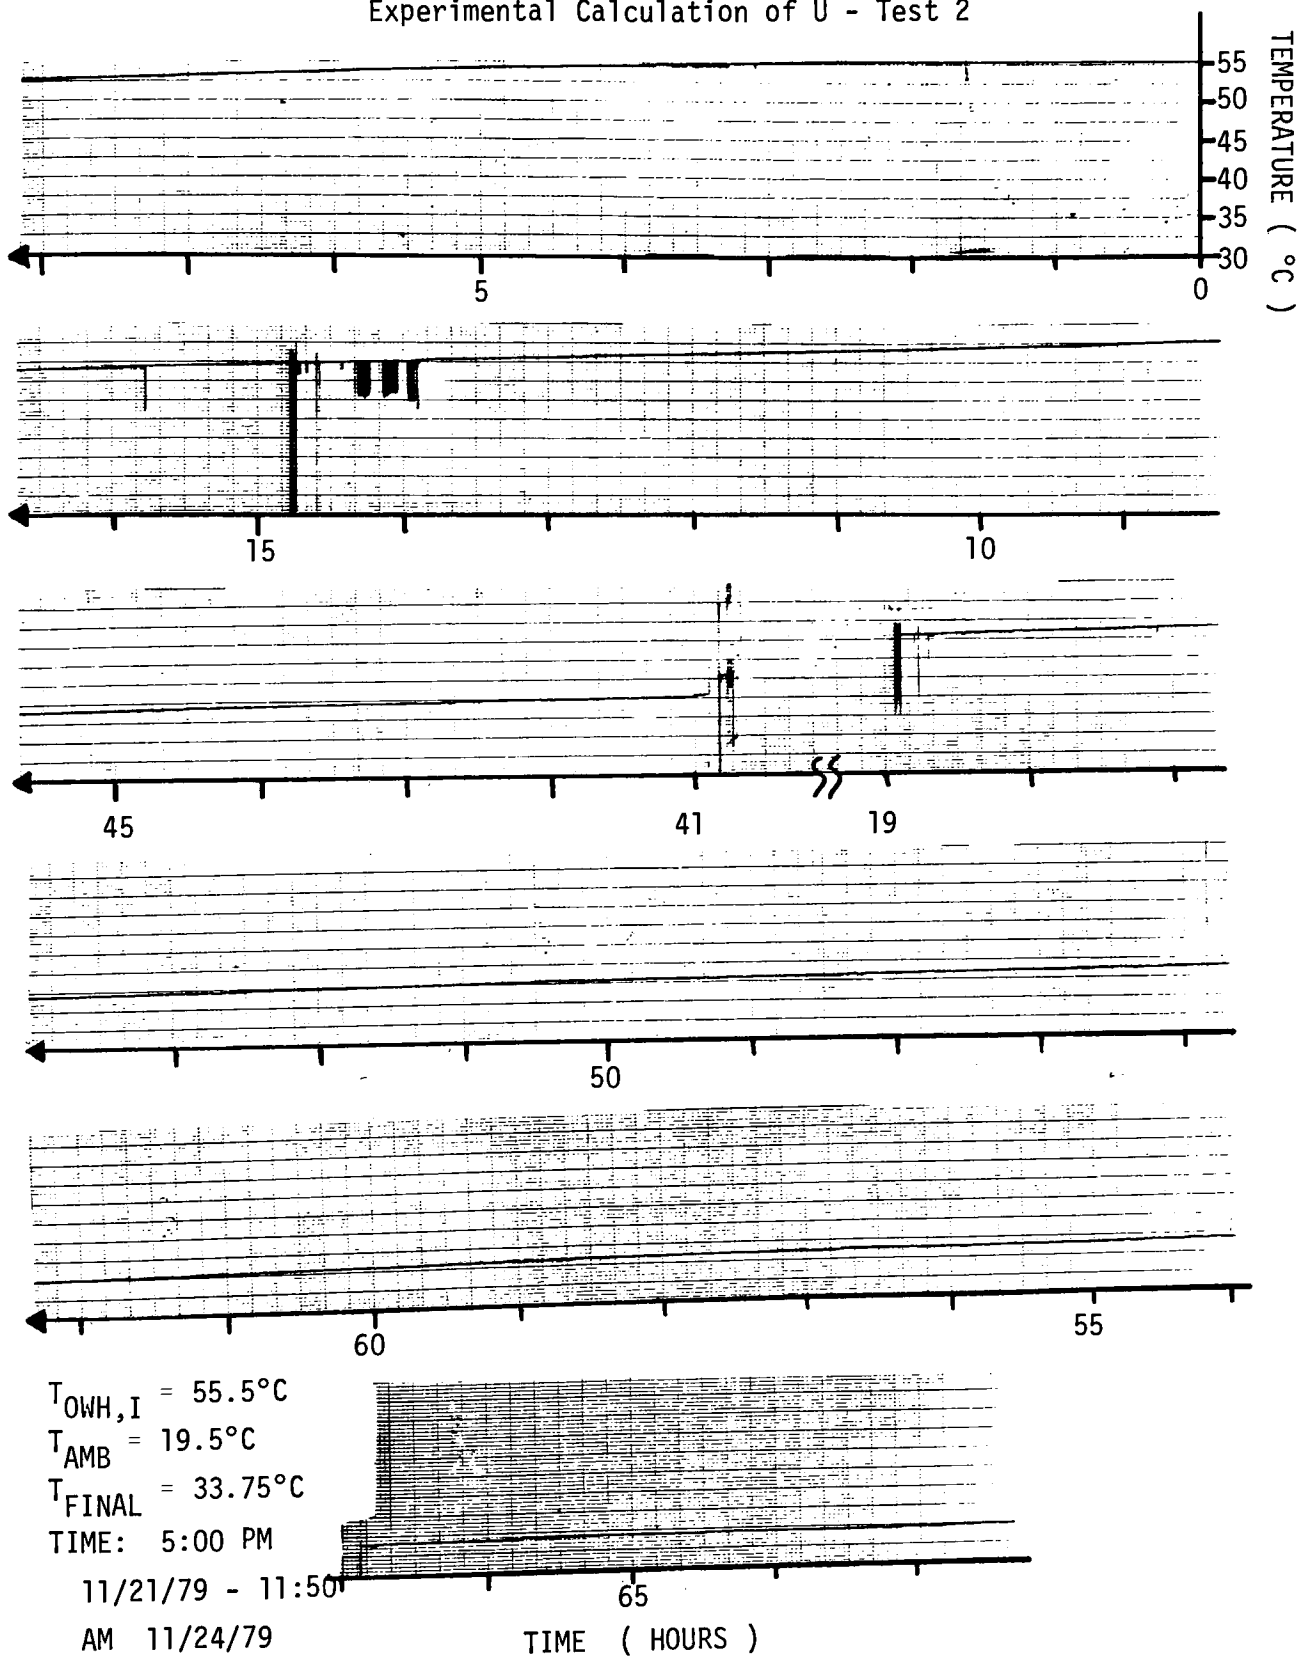 Experimental Calculation of U - Test 2
TEMPERATURE ( °C )
55
50
45
40
35
30
5
0
15
10
45
41
19
50
60
55
T_OWH,I = 55.5°C
T_AMB = 19.5°C
T_FINAL = 33.75°C
TIME: 5:00 PM
11/21/79 - 11:50
AM 11/24/79
65
TIME ( HOURS )